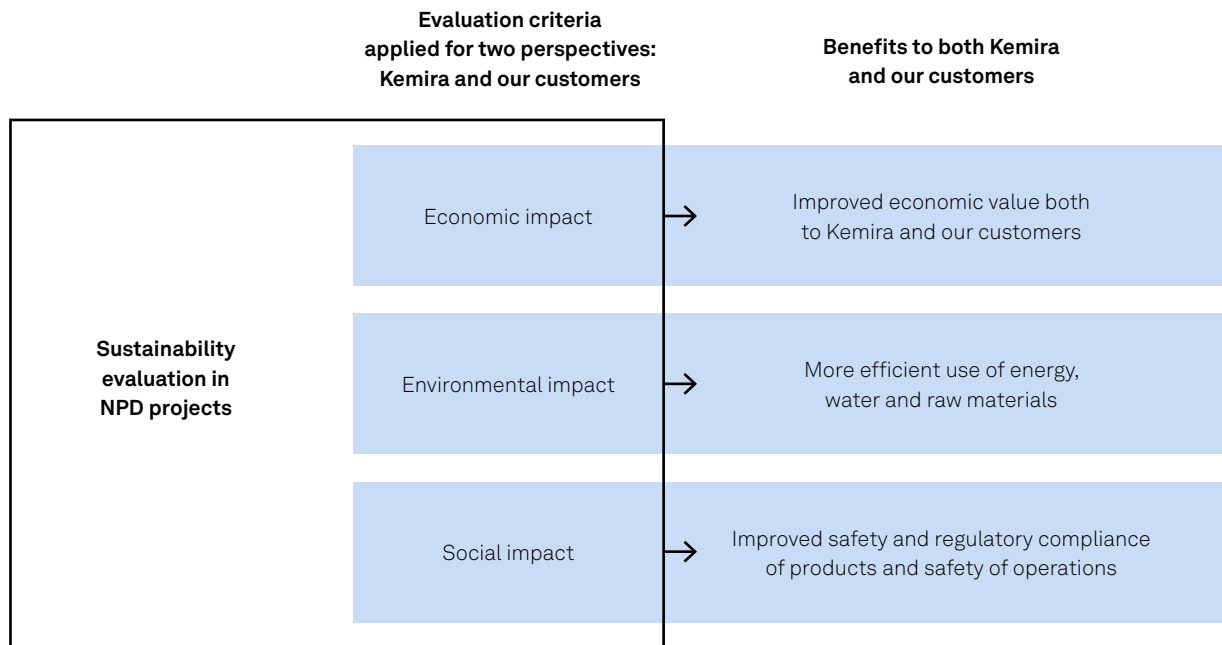 Evaluation criteria
applied for two perspectives:
Kemira and our customers
Benefits to both Kemira
and our customers
Sustainability
evaluation in
NPD projects
Economic impact
Improved economic value both
to Kemira and our customers
Environmental impact
More efficient use of energy,
water and raw materials
Social impact
Improved safety and regulatory compliance
of products and safety of operations